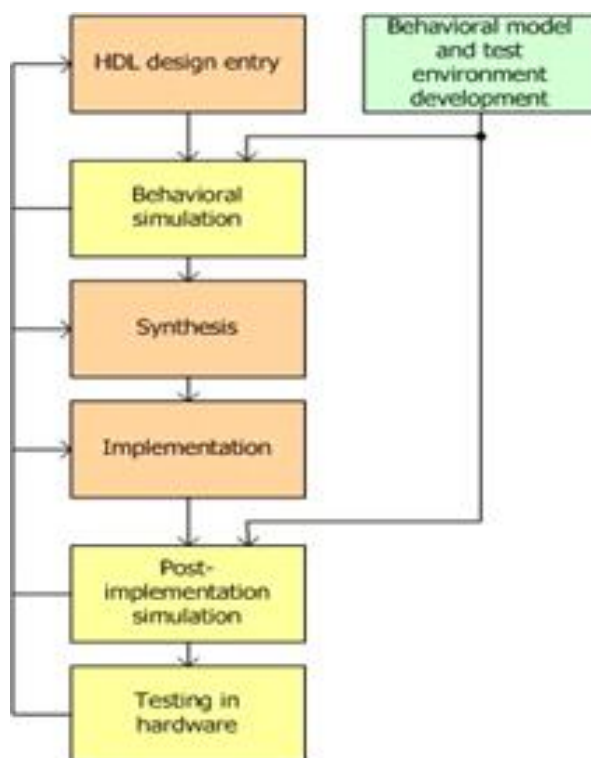 HDL design entry
Behavioral model
and test
environment
development
Behavioral
simulation
Synthesis
Implementation
Post-
implementation
simulation
Testing in
hardware